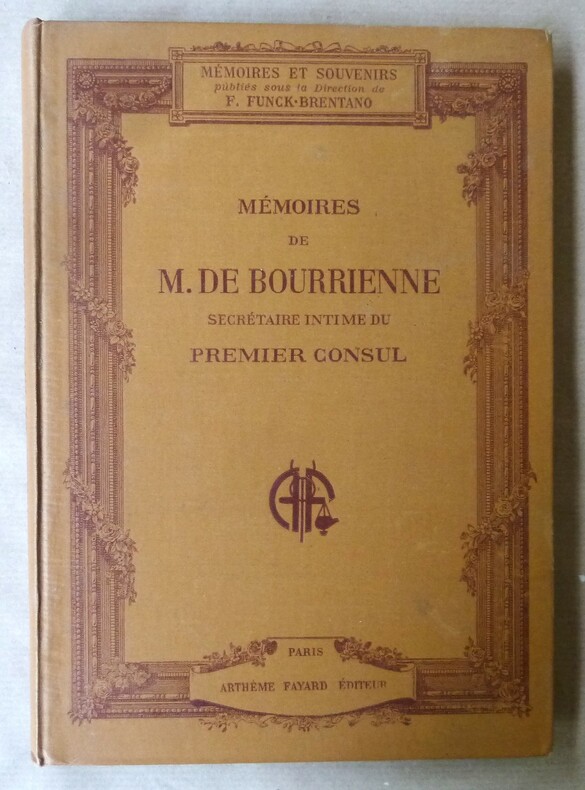 MÉMOIRES ET SOUVENIRS
publiés sous la Direction de
F. FUNCK-BRENTANO
MÉMOIRES
DE
M. DE BOURRIENNE
SECRÉTAIRE INTIME DU
PREMIER CONSUL
PARIS
ARTHÈME FAYARD ÉDITEUR